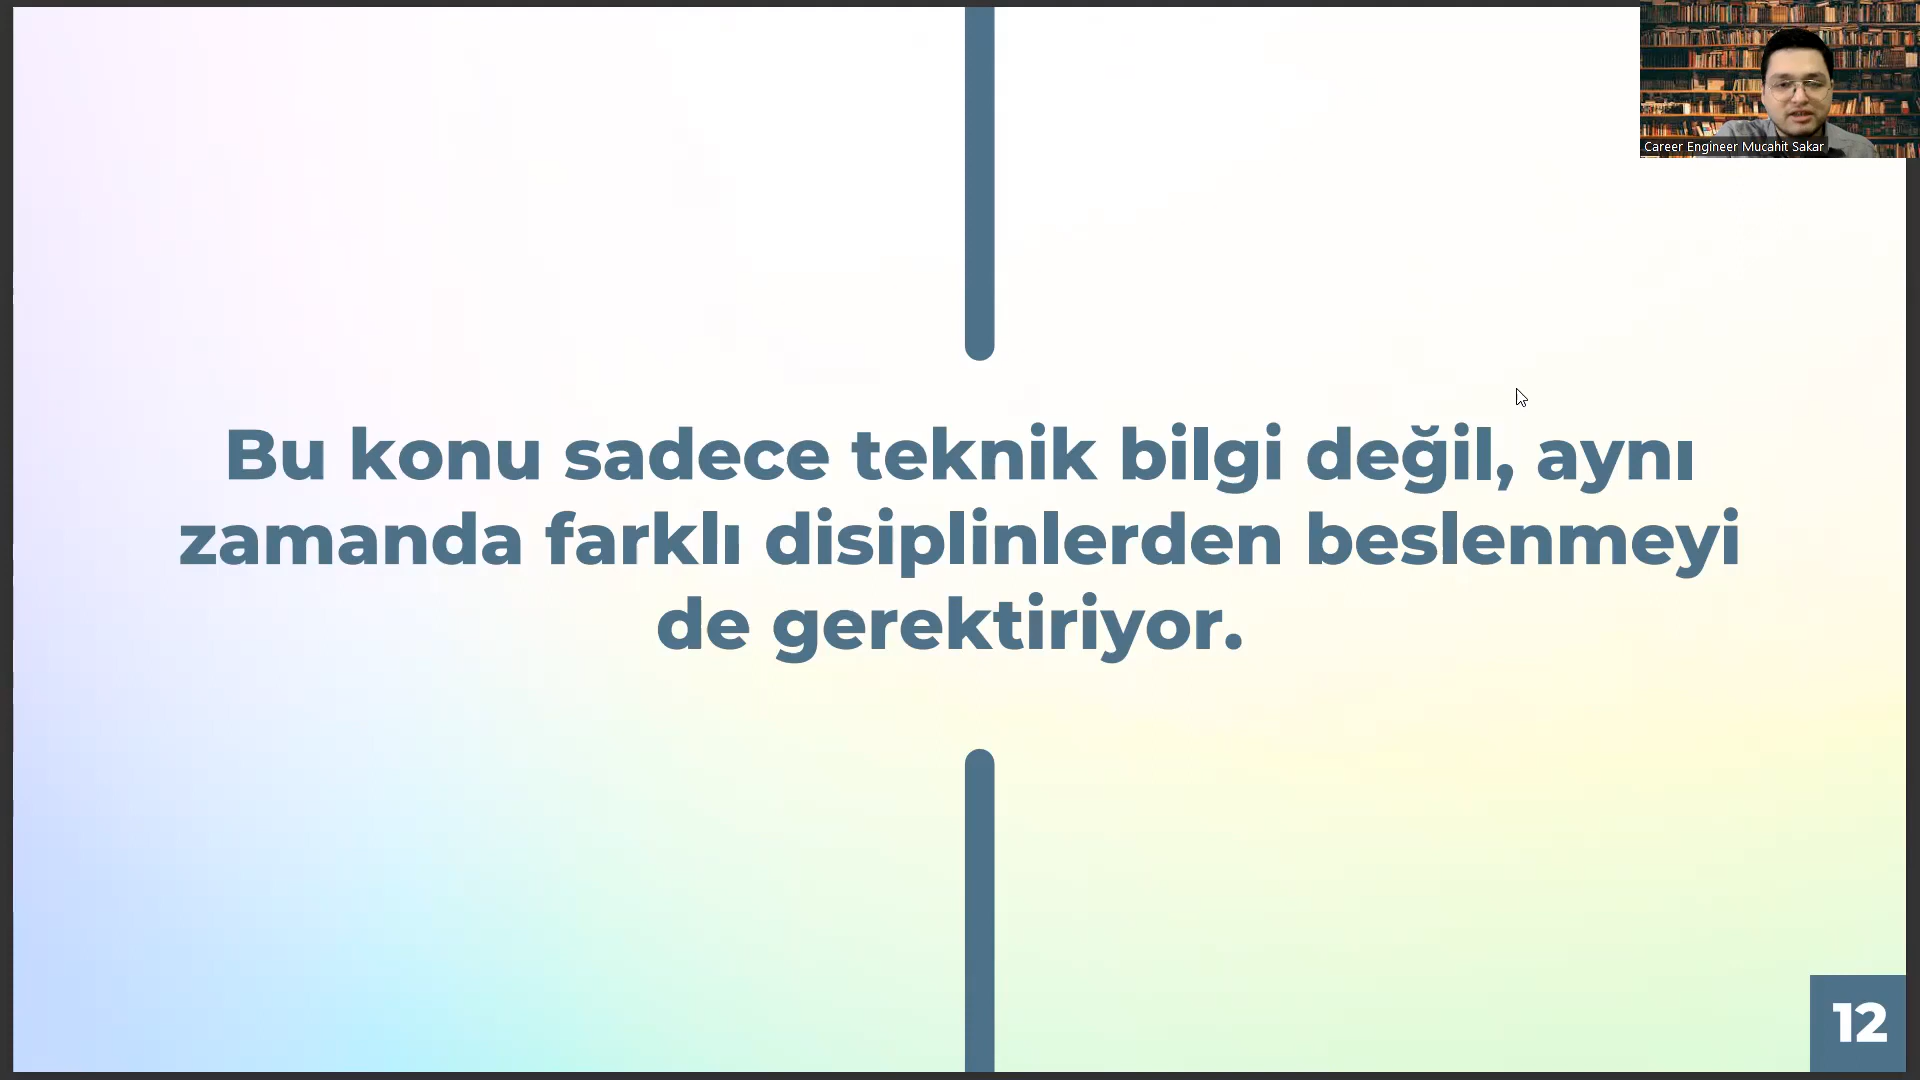 Career Engineer Mucahit Sakar
Bu konu sadece teknik bilgi değil, aynı
zamanda farklı disiplinlerden beslenmeyi
de gerektiriyor.
12